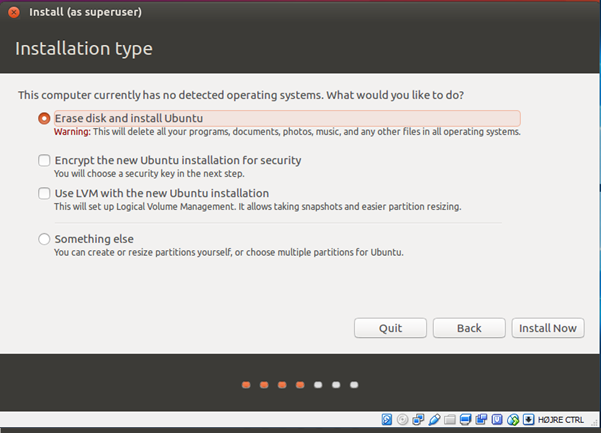 Install (as superuser)
Installation type
This computer currently has no detected operating systems. What would you like to do?
Erase disk and install Ubuntu
Warning: This will delete all your programs, documents, photos, music, and any other files in all operating systems.
Encrypt the new Ubuntu installation for security
You will choose a security key in the next step.
Use LVM with the new Ubuntu installation
This will set up Logical Volume Management. It allows taking snapshots and easier partition resizing.
Something else
You can create or resize partitions yourself, or choose multiple partitions for Ubuntu.
Quit Back Install Now
HØJRE CTRL